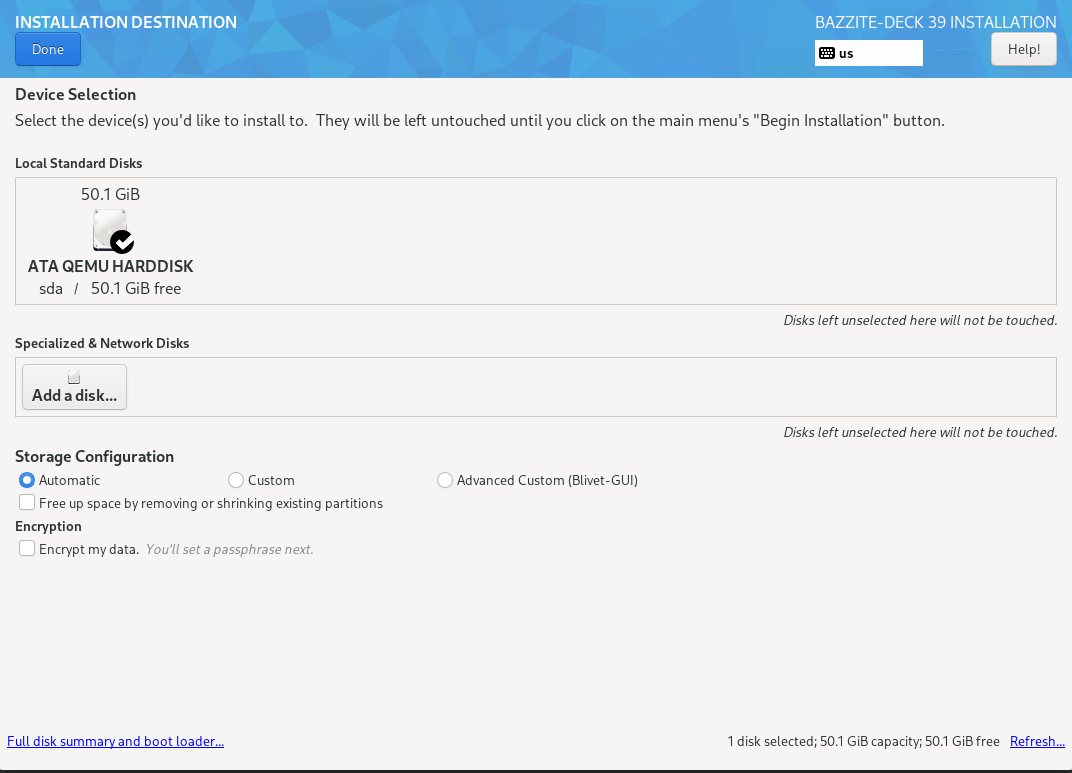 INSTALLATION DESTINATION
BAZZITE-DECK 39 INSTALLATION
Done
us
Help!
Device Selection
Select the device(s) you'd like to install to.  They will be left untouched until you click on the main menu's "Begin Installation" button.
Local Standard Disks
50.1 GiB
ATA QEMU HARDDISK
sda / 50.1 GiB free
Disks left unselected here will not be touched.
Specialized & Network Disks
Add a disk...
Disks left unselected here will not be touched.
Storage Configuration
Automatic
Custom
Advanced Custom (Blivet-GUI)
Free up space by removing or shrinking existing partitions
Encryption
Encrypt my data. You'll set a passphrase next.
Full disk summary and boot loader...
1 disk selected; 50.1 GiB capacity; 50.1 GiB free
Refresh...